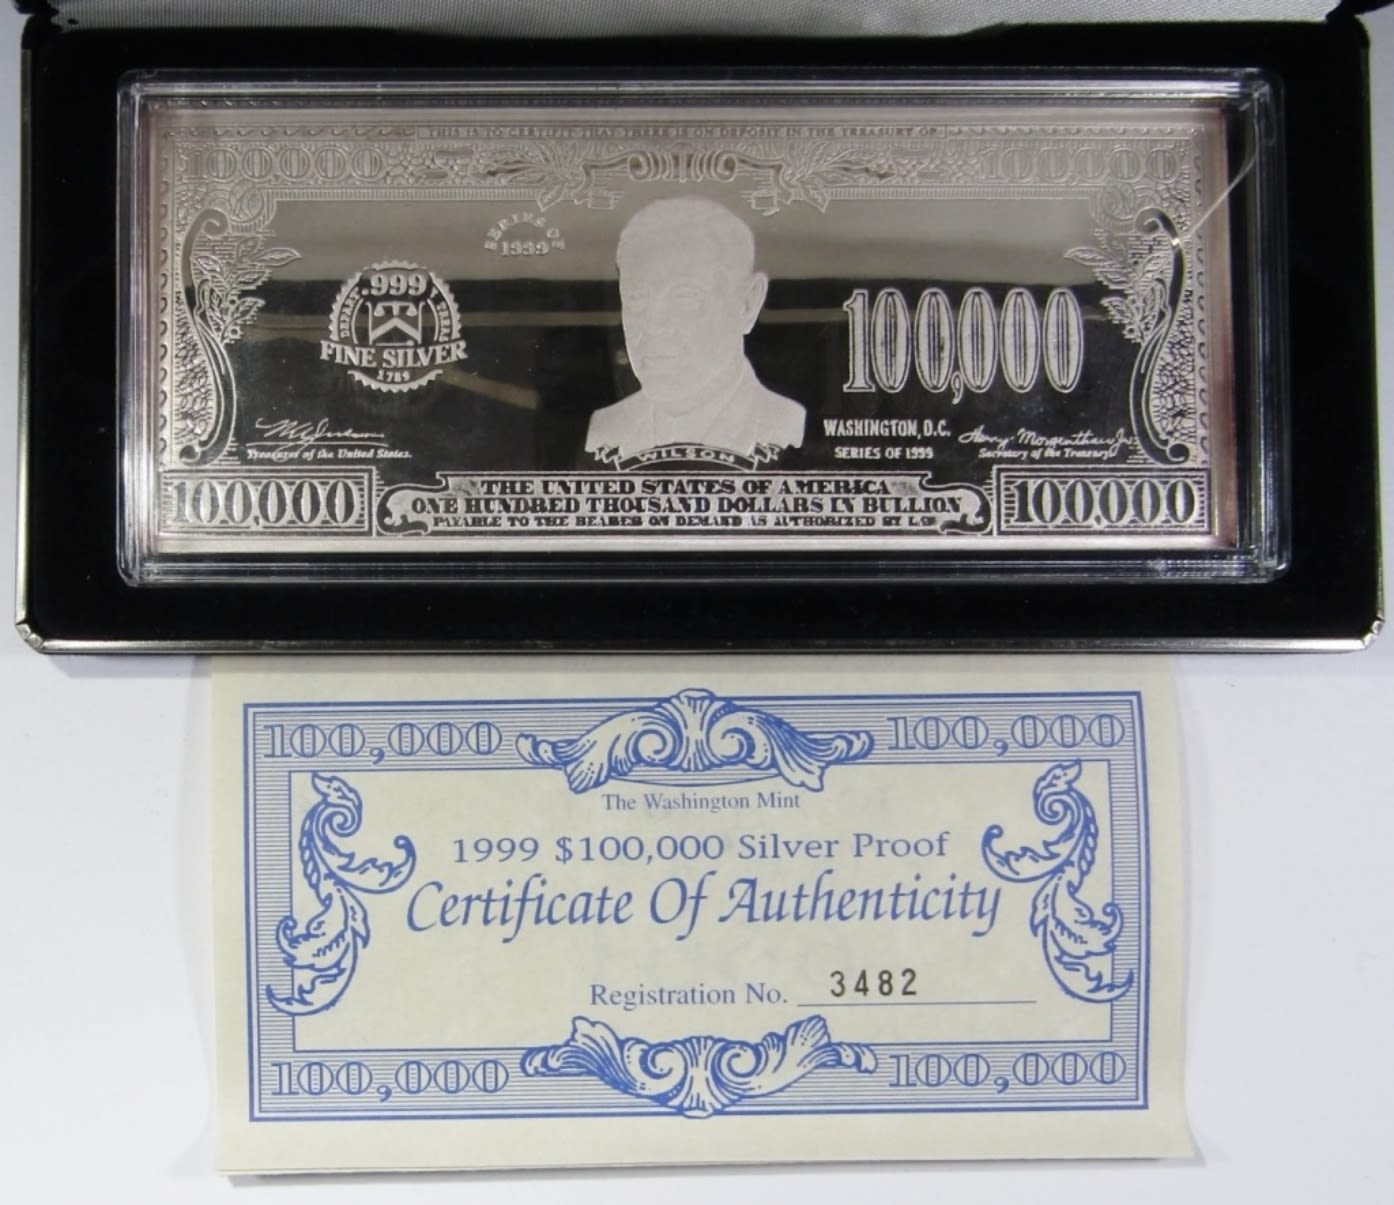 THIS IS TO CERTIFY THAT THERE IS ON DEPOSIT IN THE TREASURY OF
100000 100000
SERIES OF
1999
.999
FINE SILVER
1789
100,000
WASHINGTON, D.C.
SERIES OF 1999
Treasurer of the United States.
Henry Morgenthau Jr.
Secretary of the Treasury
WILSON
100,000 100,000
THE UNITED STATES OF AMERICA
ONE HUNDRED THOUSAND DOLLARS IN BULLION
PAYABLE TO THE BEARER ON DEMAND AS AUTHORIZED BY LAW
100,000 100,000
The Washington Mint
1999 $100,000 Silver Proof
Certificate Of Authenticity
Registration No. 3482
100,000 100,000